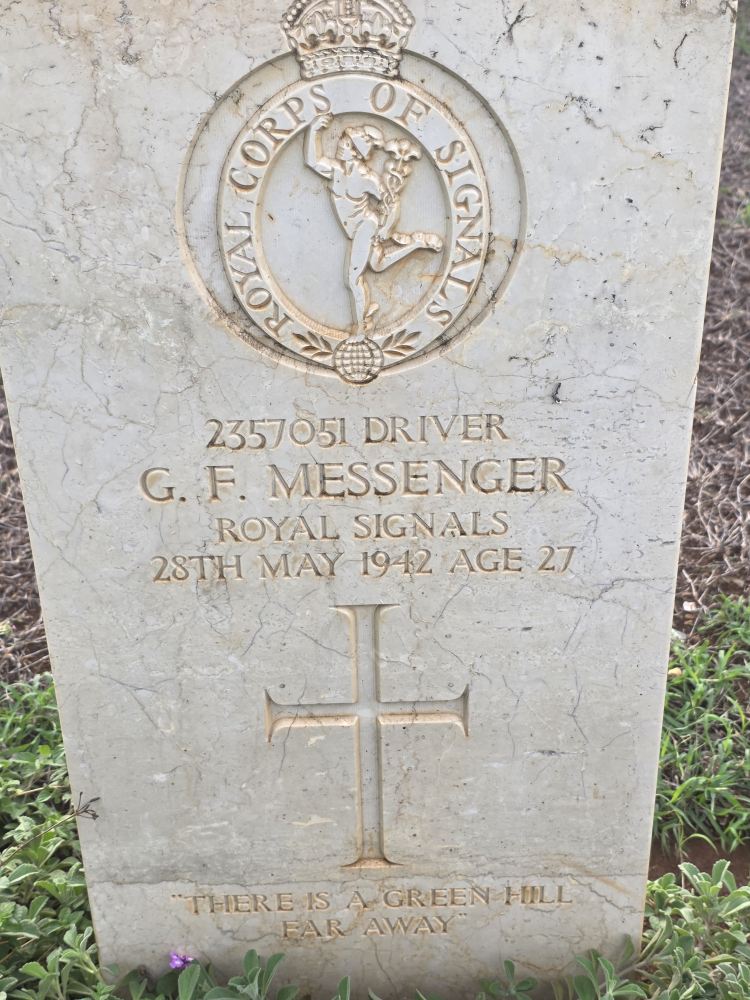 ROYAL CORPS OF SIGNALS
2357051 DRIVER
G. F. MESSENGER
ROYAL SIGNALS
28TH MAY 1942 AGE 27
"THERE IS A GREEN HILL
FAR AWAY"